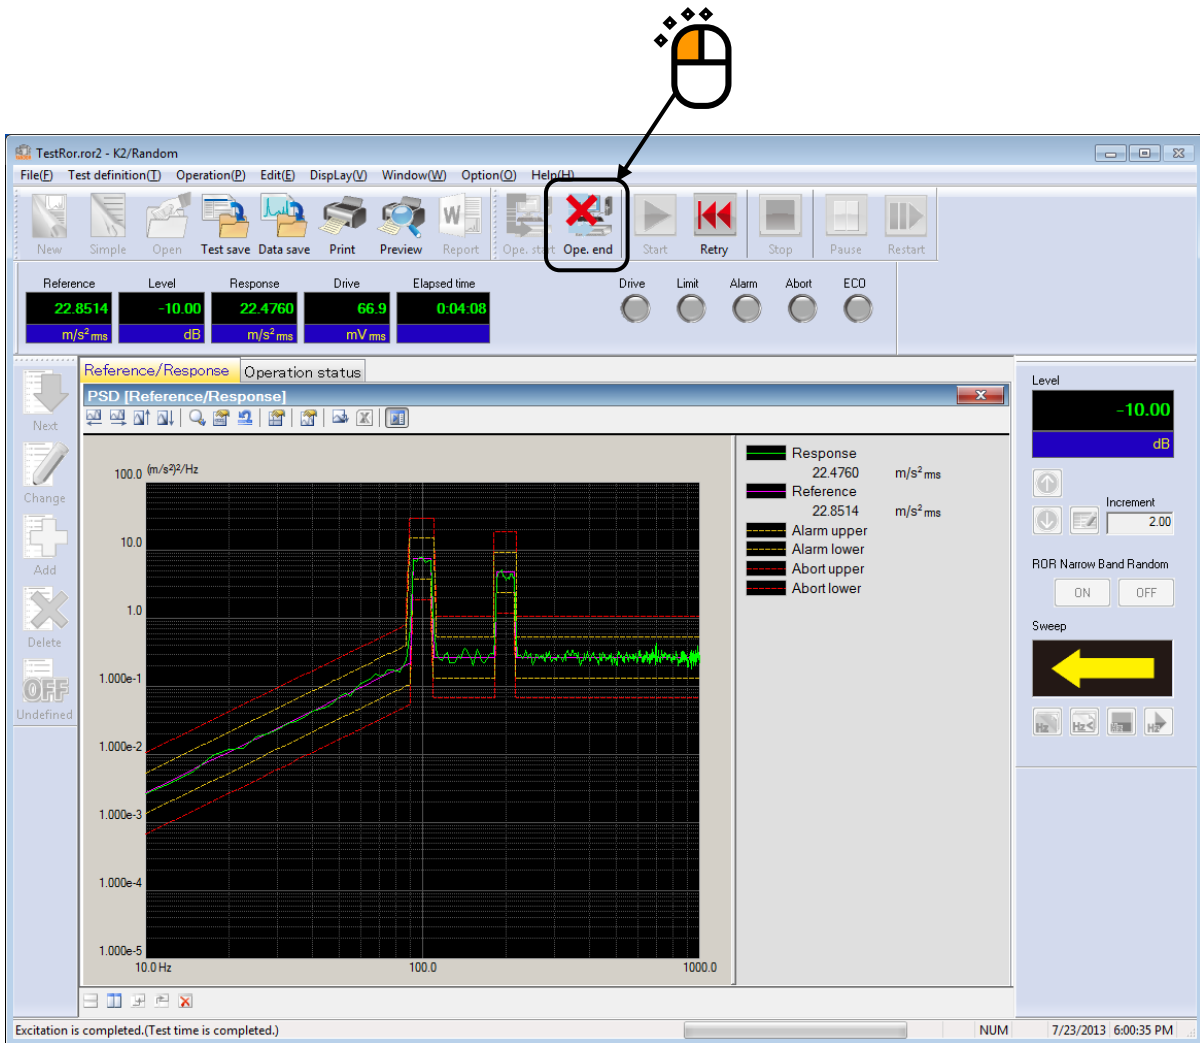 TestRor.ror2 - K2/Random
File(F) Test definition(T) Operation(P) Edit(E) DispLay(V) Window(W) Option(O) Help(H)
New Simple Open Test save Data save Print Preview Report Ope. start Ope. end Start Retry Stop Pause Restart
Reference Level Response Drive Elapsed time Drive Limit Alarm Abort ECO
22.8514 -10.00 22.4760 66.9 0:04:08
m/s² rms dB m/s² rms mV rms
Reference/Response Operation status
PSD [Reference/Response]
Next
Change
Add
Delete
OFF
Undefined
100.0 (m/s²)²/Hz
10.0
1.0
1.000e-1
1.000e-2
1.000e-3
1.000e-4
1.000e-5
10.0 Hz 100.0 1000.0
Response
22.4760 m/s² rms
Reference
22.8514 m/s² rms
Alarm upper
Alarm lower
Abort upper
Abort lower
Level
-10.00
dB
Increment
2.00
ROR Narrow Band Random
ON OFF
Sweep
Excitation is completed.(Test time is completed.) NUM 7/23/2013 6:00:35 PM